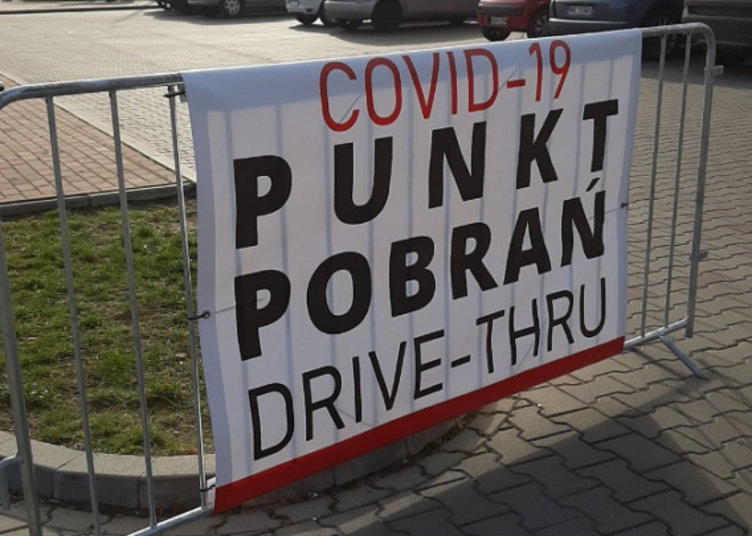 COVID-19
PUNKT
POBRAŃ
DRIVE-THRU